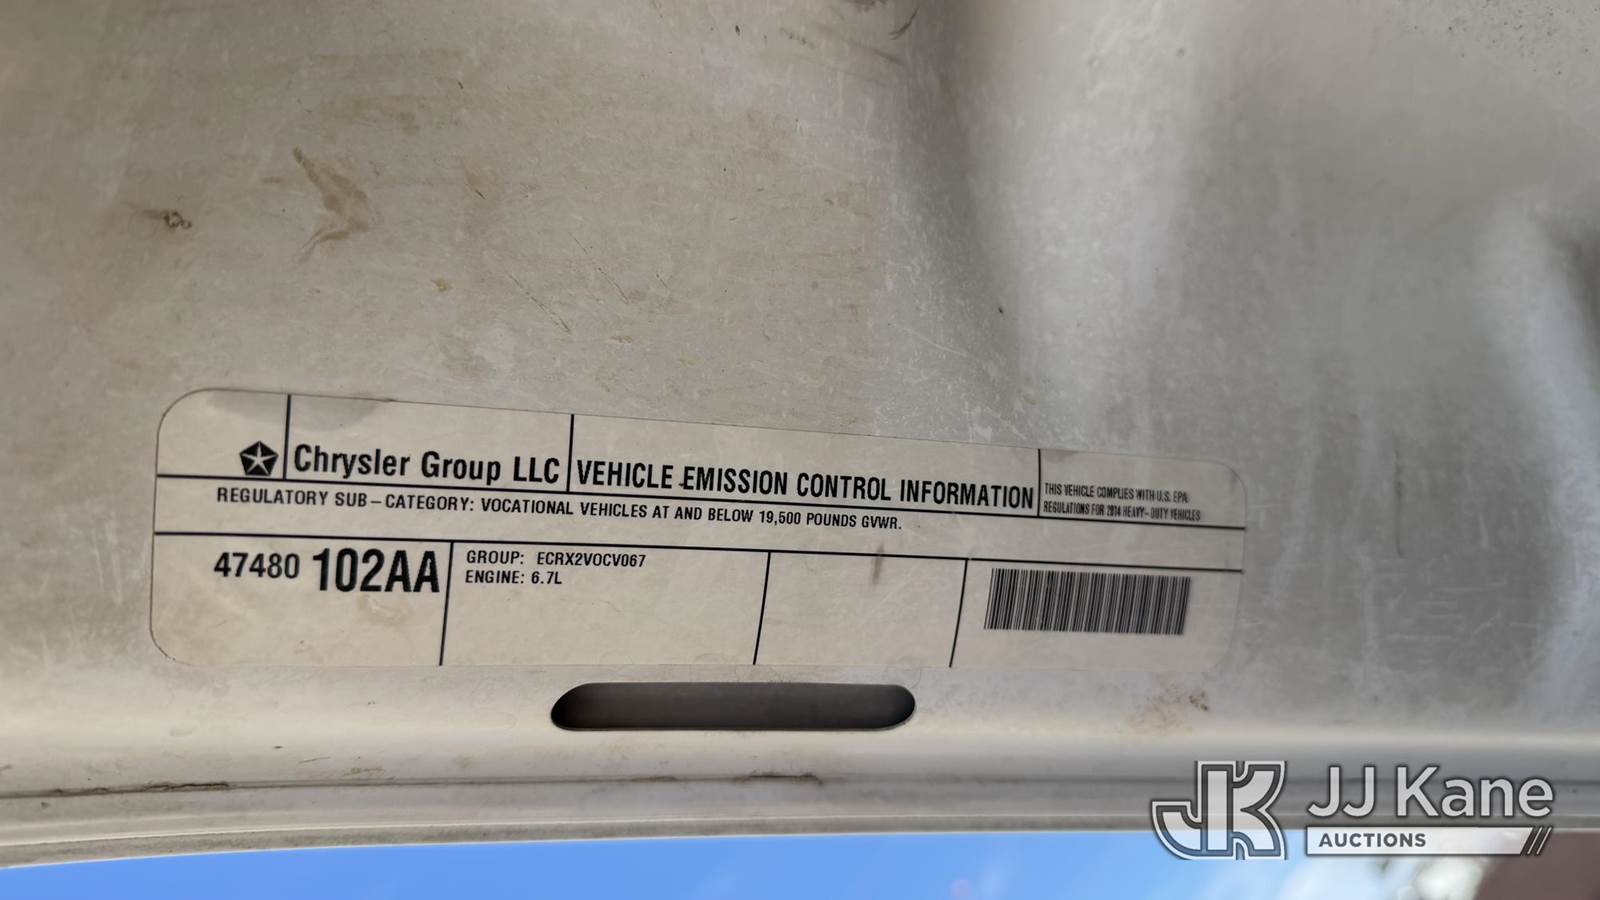 Chrysler Group LLC
VEHICLE EMISSION CONTROL INFORMATION
THIS VEHICLE COMPLIES WITH U.S. EPA
REGULATIONS FOR 2014 HEAVY-DUTY VEHICLES
REGULATORY SUB-CATEGORY: VOCATIONAL VEHICLES AT AND BELOW 19,500 POUNDS GVWR.
47480 102AA
GROUP: ECRX2VOCV067
ENGINE: 6.7L
JK JJ Kane
AUCTIONS